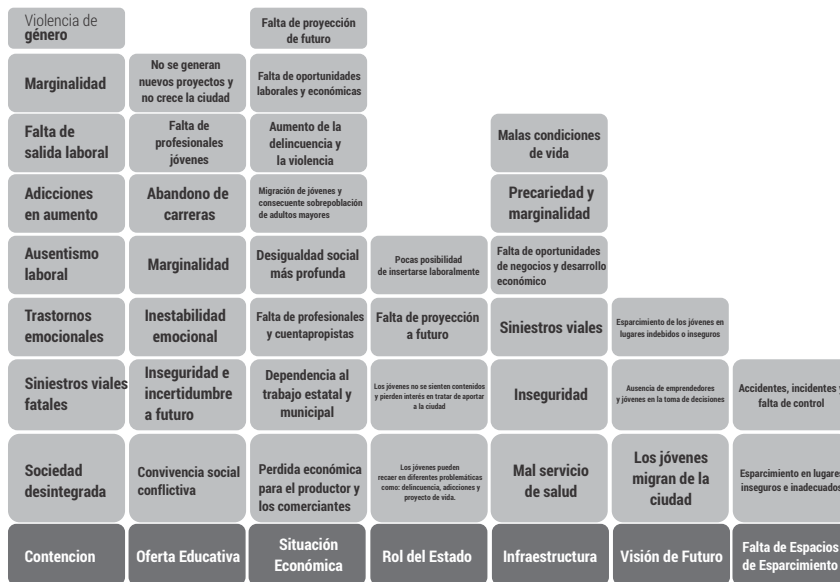 Violencia de
género
Falta de proyección
de futuro
Marginalidad
No se generan
nuevos proyectos y
no crece la ciudad
Falta de oportunidades
laborales y económicas
Falta de
salida laboral
Falta de
profesionales
jóvenes
Aumento de la
delincuencia y
la violencia
Malas condiciones
de vida
Adicciones
en aumento
Abandono de
carreras
Migración de jóvenes y
consecuente sobrepoblación
de adultos mayores
Precariedad y
marginalidad
Ausentismo
laboral
Marginalidad
Desigualdad social
más profunda
Pocas posibilidad
de insertarse laboralmente
Falta de oportunidades
de negocios y desarrollo
económico
Trastornos
emocionales
Inestabilidad
emocional
Falta de profesionales
y cuentapropistas
Falta de proyección
a futuro
Siniestros viales
Esparcimiento de los jóvenes en
lugares indebidos o inseguros
Siniestros viales
fatales
Inseguridad e
incertidumbre
a futuro
Dependencia al
trabajo estatal y
municipal
Los jóvenes no se sienten contenidos
y pierden interés en tratar de aportar
a la ciudad
Inseguridad
Ausencia de emprendedores
y jóvenes en la toma de decisiones
Accidentes, incidentes y
falta de control
Sociedad
desintegrada
Convivencia social
conflictiva
Perdida económica
para el productor y
los comerciantes
Los jóvenes pueden
recaer en diferentes problemáticas
como: delincuencia, adicciones y
proyecto de vida.
Mal servicio
de salud
Los jóvenes
migran de la
ciudad
Esparcimiento en lugares
inseguros e inadecuados
Contencion
Oferta Educativa
Situación
Económica
Rol del Estado
Infraestructura
Visión de Futuro
Falta de Espacios
de Esparcimiento